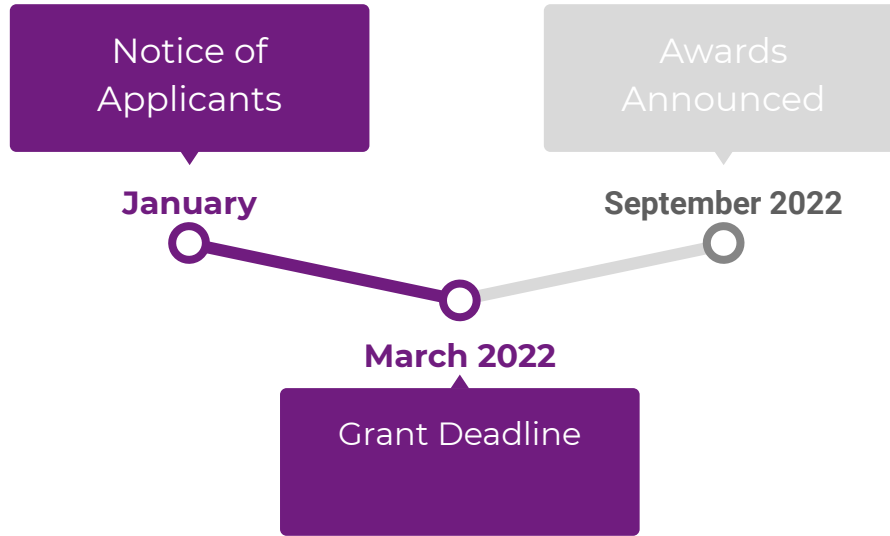 Notice of
Applicants
January
March 2022
Grant Deadline
Awards
Announced
September 2022